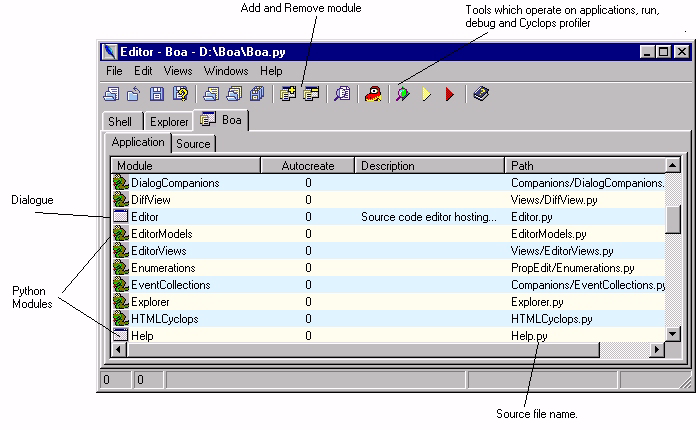 Add and Remove module
Tools which operate on applications, run,
debug and Cyclops profiler
Editor - Boa - D:\Boa\Boa.py
File Edit Views Windows Help
Shell Explorer Boa
Application Source
Module Autocreate Description Path
DialogCompanions 0 Companions/DialogCompanions.
DiffView 0 Views/DiffView.py
Dialogue
Editor 0 Source code editor hosting... Editor.py
EditorModels 0 EditorModels.py
EditorViews 0 Views/EditorViews.py
Enumerations 0 PropEdit/Enumerations.py
Python
Modules
EventCollections 0 Companions/EventCollections.py
Explorer 0 Explorer.py
HTMLCyclops 0 HTMLCyclops.py
Help 0 Help.py
0 0
Source file name.